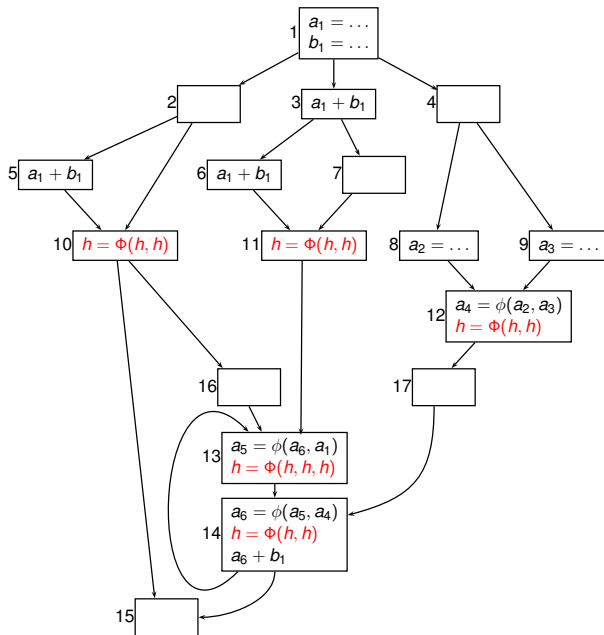 1
a₁ = ...
b₁ = ...
2
3 a₁ + b₁
4
5 a₁ + b₁
6 a₁ + b₁
7
10 h = Φ(h, h)
11 h = Φ(h, h)
8 a₂ = ...
9 a₃ = ...
12
a₄ = ϕ(a₂, a₃)
h = Φ(h, h)
16
17
13
a₅ = ϕ(a₆, a₁)
h = Φ(h, h, h)
14
a₆ = ϕ(a₅, a₄)
h = Φ(h, h)
a₆ + b₁
15